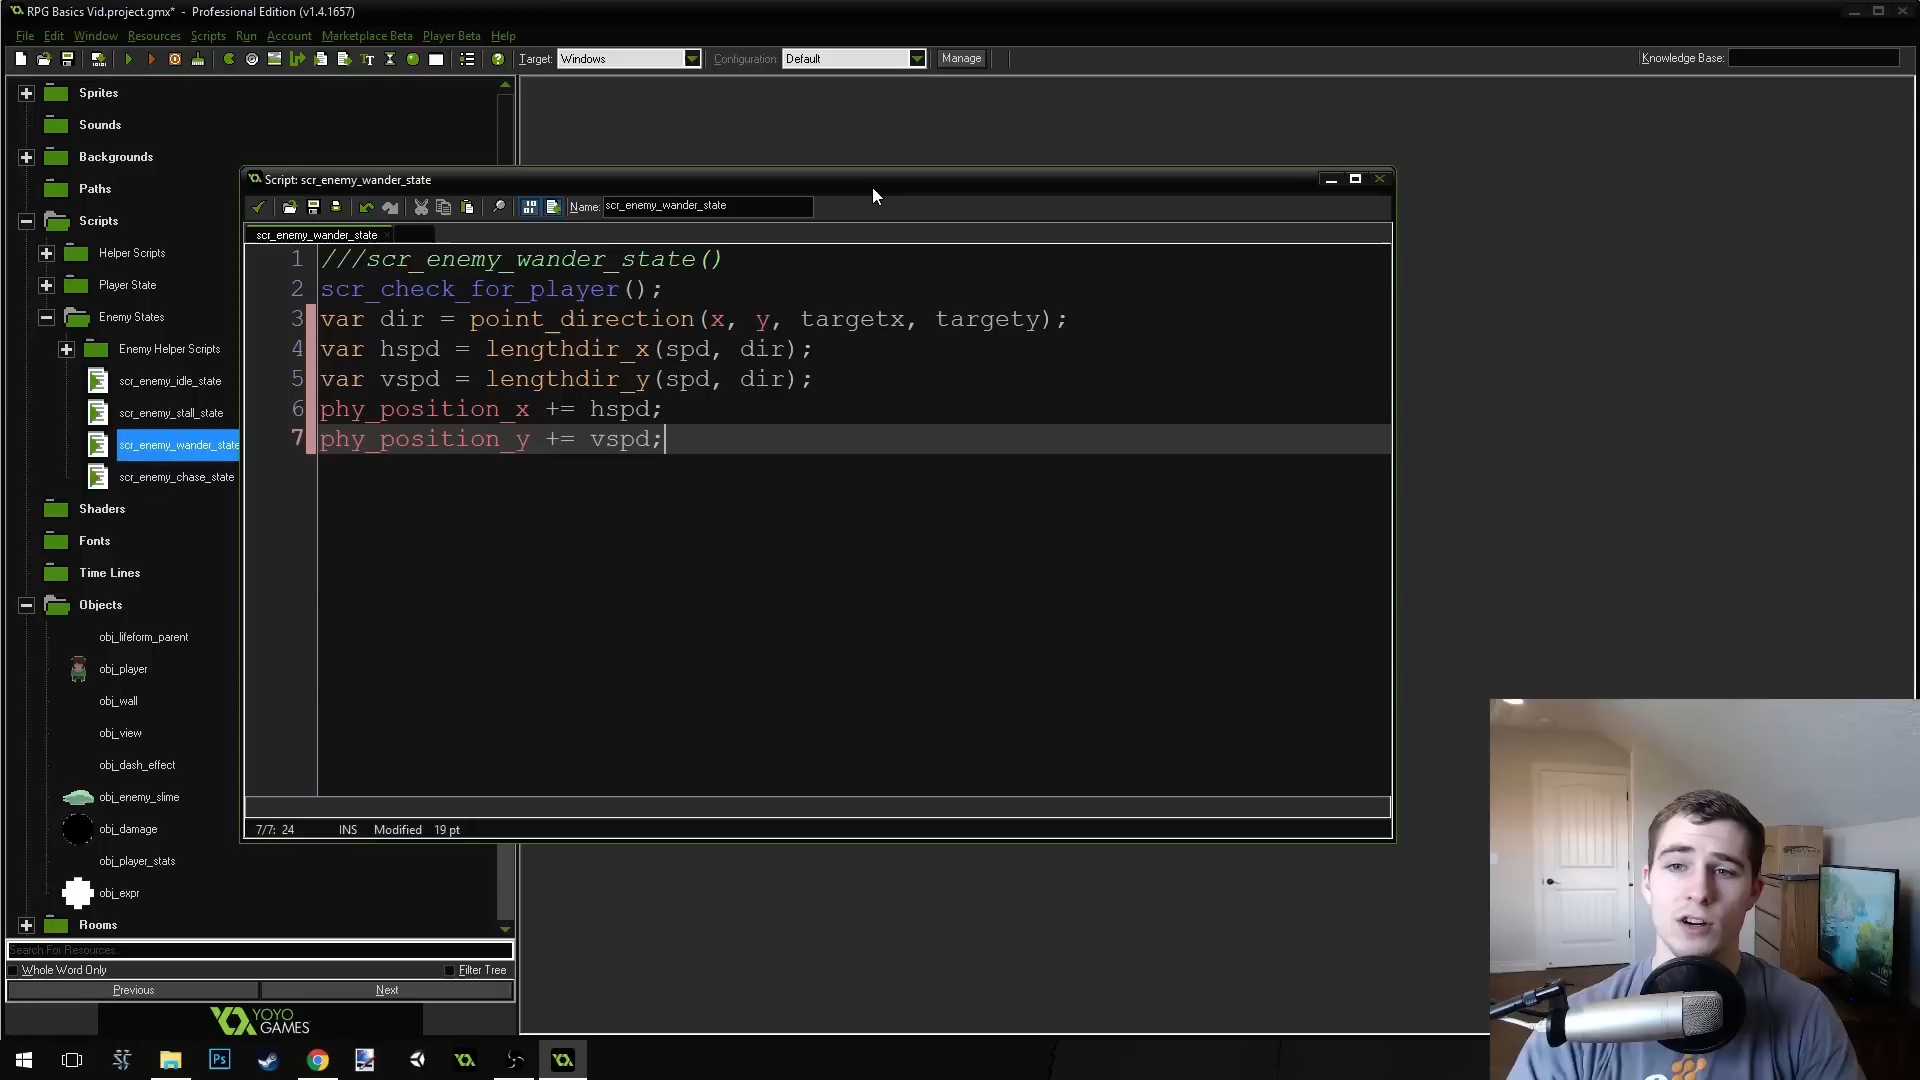 RPG Basics Vid.project.gmx* - Professional Edition (v1.4.1657)
File Edit Window Resources Scripts Run Account Marketplace Beta Player Beta Help
Target: Windows Configuration: Default Manage Knowledge Base:
Sprites
Sounds
Backgrounds
Paths
Scripts
Helper Scripts
Player State
Enemy States
Enemy Helper Scripts
scr_enemy_idle_state
scr_enemy_stall_state
scr_enemy_wander_state
scr_enemy_chase_state
Shaders
Fonts
Time Lines
Objects
obj_lifeform_parent
obj_player
obj_wall
obj_view
obj_dash_effect
obj_enemy_slime
obj_damage
obj_player_stats
obj_expr
Rooms
Search For Resources...
Whole Word Only Filter Tree
Previous Next
YOYO
GAMES
Script: scr_enemy_wander_state
Name: scr_enemy_wander_state
scr_enemy_wander_state
1 ///scr_enemy_wander_state()
2 scr_check_for_player();
3 var dir = point_direction(x, y, targetx, targety);
4 var hspd = lengthdir_x(spd, dir);
5 var vspd = lengthdir_y(spd, dir);
6 phy_position_x += hspd;
7 phy_position_y += vspd;
7/7: 24 INS Modified 19 pt
Ps